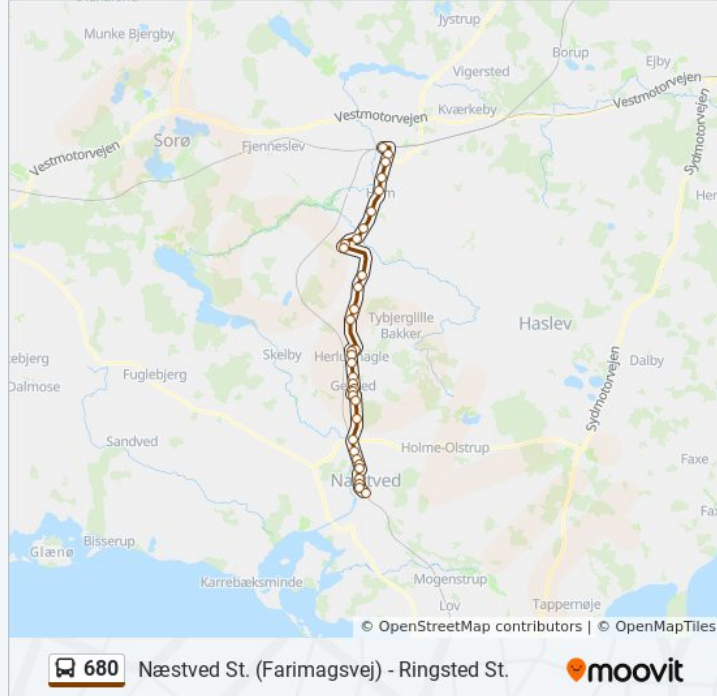 Munke Bjergby
Jystrup
Borup
Ejby
Vigersted
Kværkeby
Vestmotorvejen
Vestmotorvejen
Sorø
Fjenneslev
Vestmotorvejen
Sydmotorvejen
Tybjerglille
Bakker
Haslev
Skelby
Dalby
Fuglebjerg
Dalmose
Sydmotorvejen
Sandved
Holme-Olstrup
Faxe
Næstved
Bisserup
Glænø
Karrebæksminde
Mogenstrup
Lov
Tappernøje
© OpenStreetMap contributors | © OpenMapTiles
680 Næstved St. (Farimagsvej) - Ringsted St.
moovit